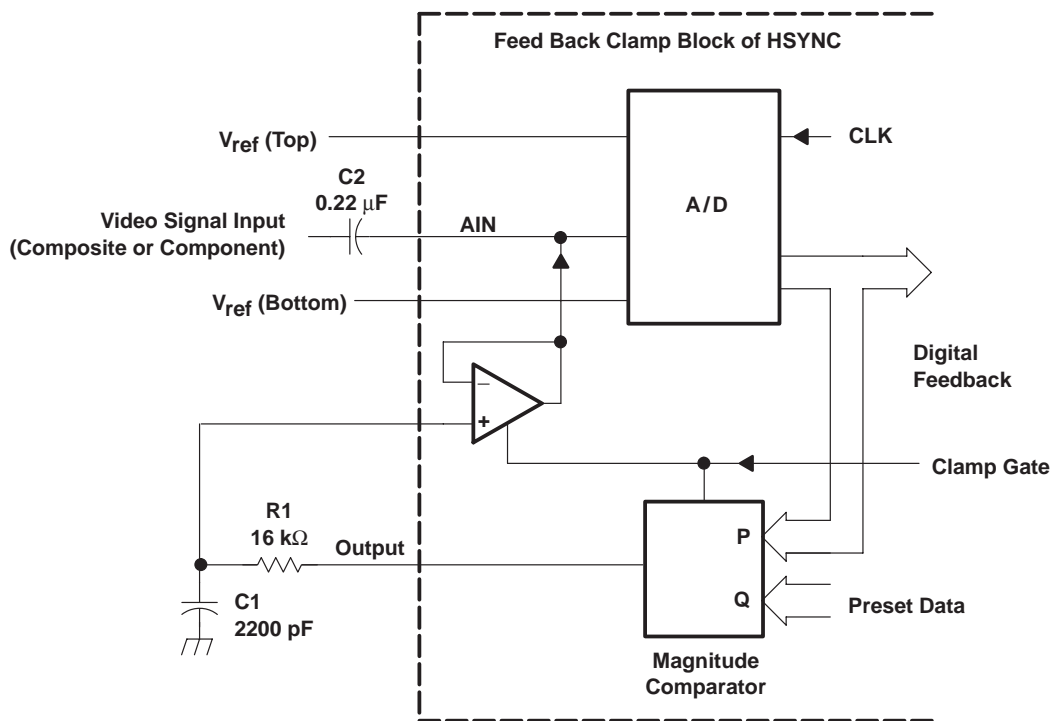 Feed Back Clamp Block of HSYNC
Vref (Top)
CLK
C2
0.22 μF
A/D
Video Signal Input
(Composite or Component)
AIN
Vref (Bottom)
Digital
Feedback
−
+
Clamp Gate
R1
16 kΩ
Output
P
C1
2200 pF
Q
Preset Data
Magnitude
Comparator